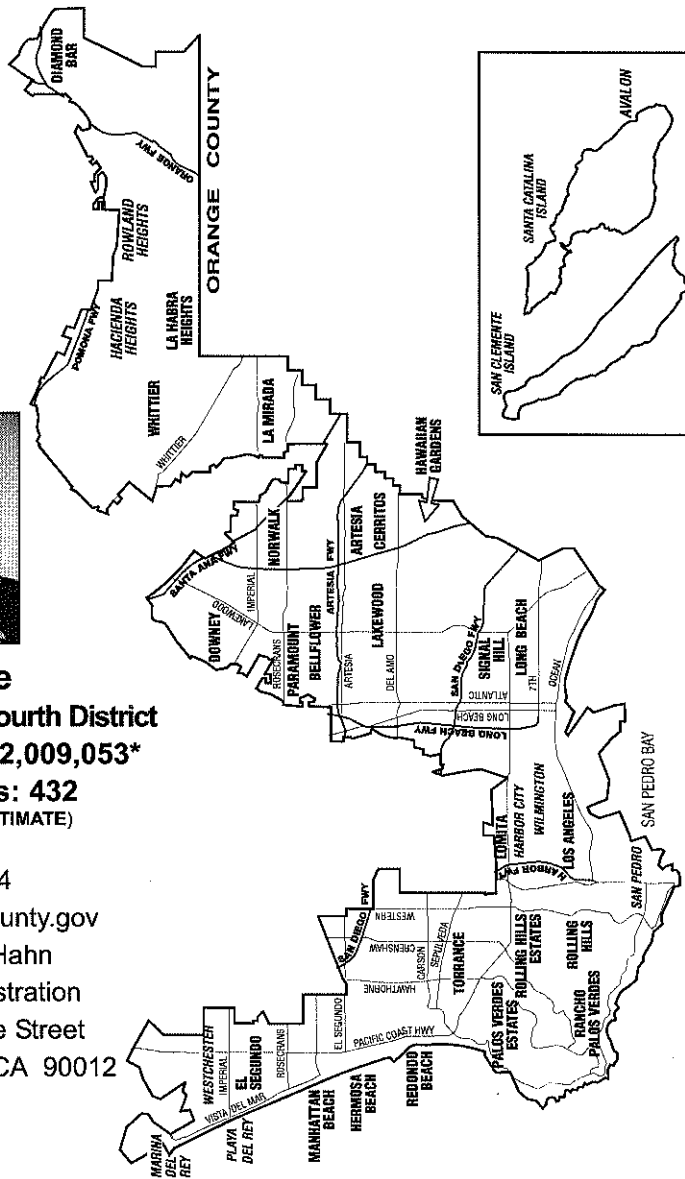 e
ourth District
2,009,053*
s: 432
TIMATE)
4
unty.gov
Hahn
stration
e Street
CA 90012
DIAMOND
BAR
ORANGE FWY
ORANGE COUNTY
ROWLAND
HEIGHTS
HACIENDA
HEIGHTS
POMONA FWY
LA HABRA
HEIGHTS
WHITTIER
WHITTIER
LA MIRADA
SANTA ANA FWY
NORWALK
IMPERIAL
LAKEWOOD
DOWNEY
ROSECRANS
PARAMOUNT
BELLFLOWER
ARTESIA FWY
ARTESIA
ARTESIA
CERRITOS
LAKEWOOD
DEL AMO
HAWAIIAN
GARDENS
SAN DIEGO FWY
SIGNAL
HILL
LONG BEACH
ATLANTIC
LONG BEACH
LONG BEACH FWY
7TH
OCEAN
SANTA CATALINA
ISLAND
AVALON
SAN CLEMENTE
ISLAND
LOMITA
HARBOR CITY
WILMINGTON
LOS ANGELES
HARBOR FWY
SAN PEDRO
SAN PEDRO BAY
SAN DIEGO FWY
WESTERN
CRENSHAW
HAWTHORNE
CARSON
SEPULVEDA
TORRANCE
ROLLING HILLS
ESTATES
ROLLING
HILLS
PALOS VERDES
ESTATES
RANCHO
PALOS VERDES
PACIFIC COAST HWY
EL SEGUNDO
WESTCHESTER
IMPERIAL
EL
SEGUNDO
ROSECRANS
VISTA DEL MAR
MARINA
DEL
REY
PLAYA
DEL REY
MANHATTAN
BEACH
HERMOSA
BEACH
REDONDO
BEACH